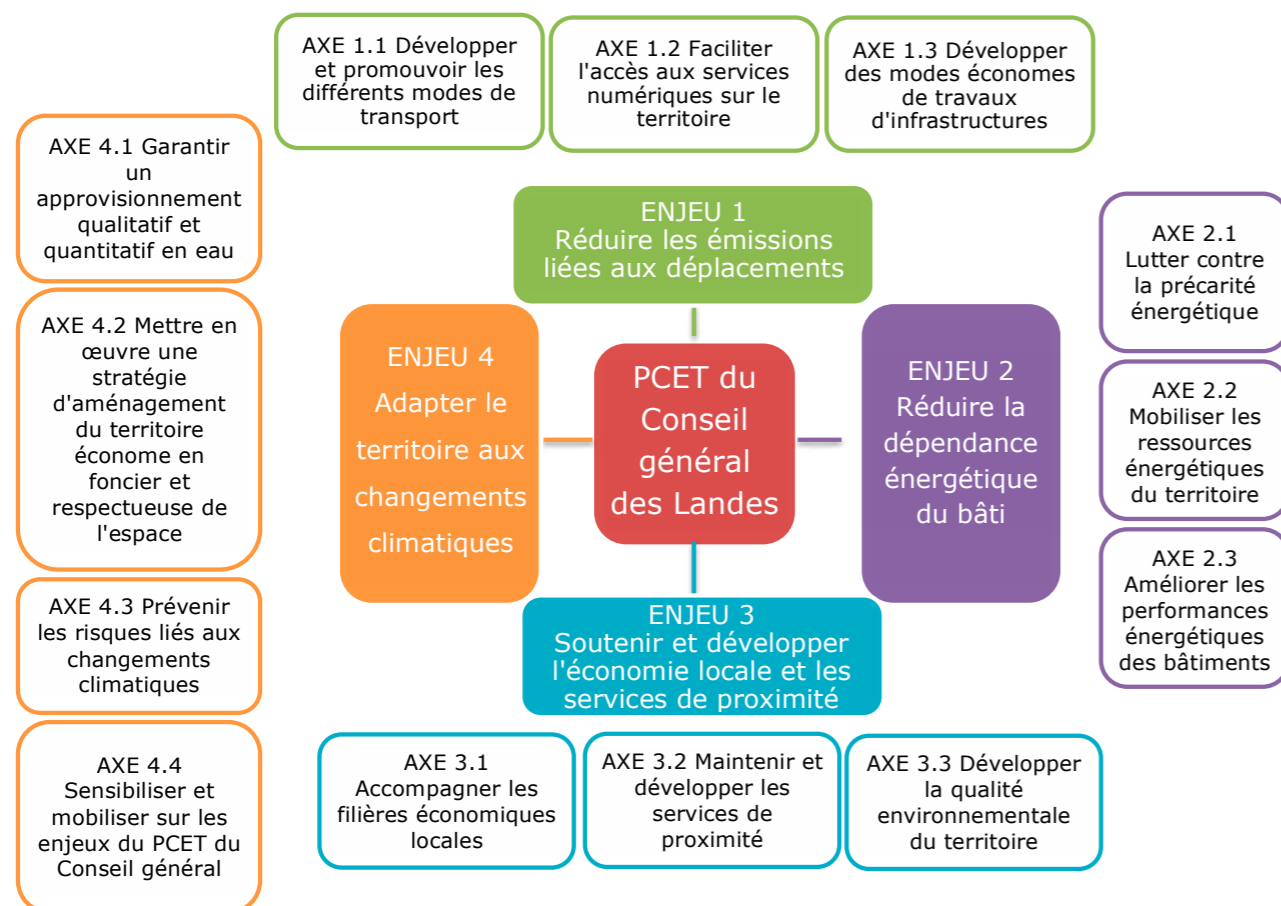 AXE 1.1 Développer
et promouvoir les
différents modes de
transport
AXE 1.2 Faciliter
l'accès aux services
numériques sur le
territoire
AXE 1.3 Développer
des modes économes
de travaux
d'infrastructures
ENJEU 1
Réduire les émissions
liées aux déplacements
PCET du
Conseil
général
des Landes
ENJEU 2
Réduire la
dépendance
énergétique
du bâti
AXE 2.1
Lutter contre
la précarité
énergétique
AXE 2.2
Mobiliser les
ressources
énergétiques
du territoire
AXE 2.3
Améliorer les
performances
énergétiques
des bâtiments
ENJEU 3
Soutenir et développer
l'économie locale et les
services de proximité
AXE 3.1
Accompagner les
filières économiques
locales
AXE 3.2 Maintenir et
développer les
services de
proximité
AXE 3.3 Développer
la qualité
environnementale
du territoire
ENJEU 4
Adapter le
territoire aux
changements
climatiques
AXE 4.1 Garantir
un
approvisionnement
qualitatif et
quantitatif en eau
AXE 4.2 Mettre en
œuvre une
stratégie
d'aménagement
du territoire
économe en
foncier et
respectueuse de
l'espace
AXE 4.3 Prévenir
les risques liés aux
changements
climatiques
AXE 4.4
Sensibiliser et
mobiliser sur les
enjeux du PCET du
Conseil général